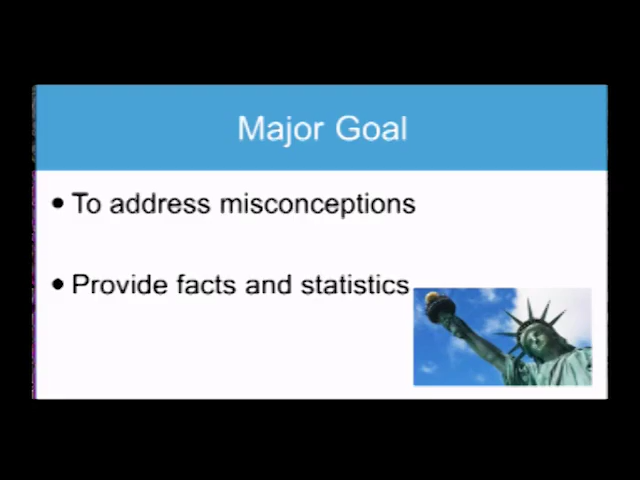 Major Goal
• To address misconceptions
• Provide facts and statistics